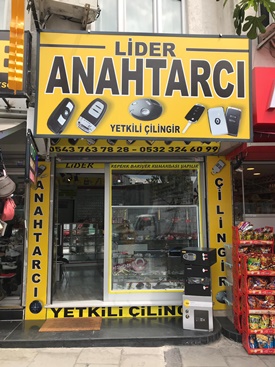 LİDER
ANAHTARCI
YETKİLİ ÇİLİNGİR
0543 763 78 28 - 0532 324 60 99
LİDER
ANAHTARCI
ÇİLİNGİR
YETKİLİ ÇİLİNGİR